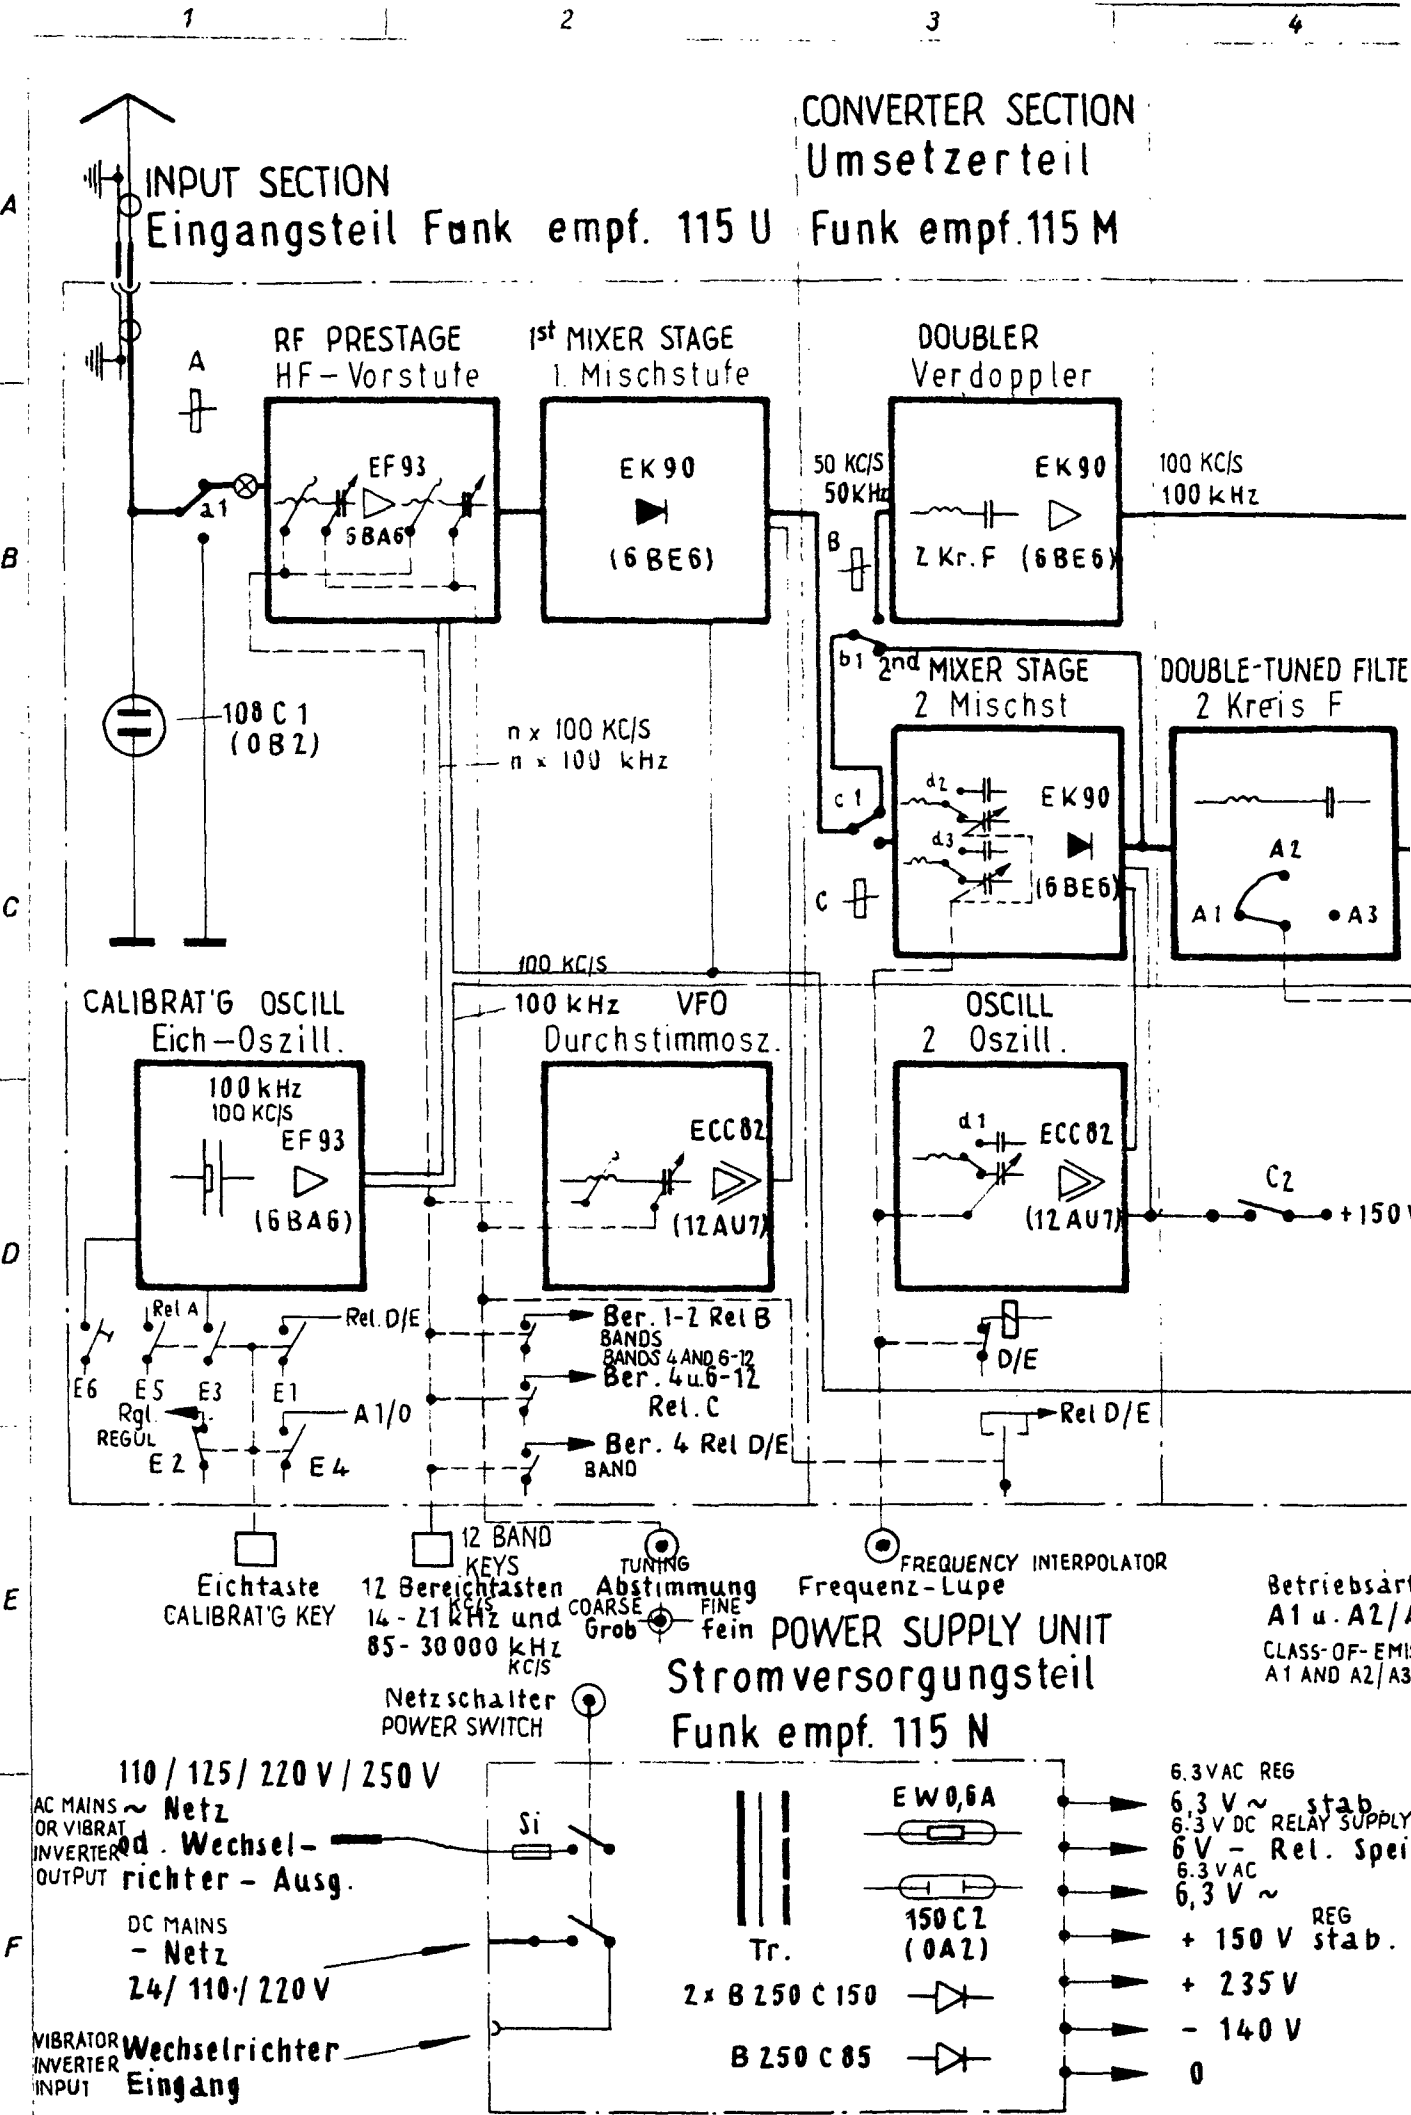 1
2
3
4
A
B
C
D
E
F
CONVERTER SECTION
Umsetzerteil
Funk empf.115 M
INPUT SECTION
Eingangsteil Funk empf. 115 U
A
a1
RF PRESTAGE
HF-Vorstufe
EF93
6BA6
1st MIXER STAGE
1. Mischstufe
EK90
(6BE6)
DOUBLER
Verdoppler
50 KC/S
50KHz
B
EK90
2 Kr.F (6BE6)
100 KC/S
100 kHz
b1
2nd MIXER STAGE
2 Mischst
c1
d2
EK90
d3
(6BE6)
C
DOUBLE-TUNED FILTE
2 Kreis F
A2
A1
A3
108 C 1
(0B2)
n x 100 KC/S
n x 100 kHz
100 KC/S
100 kHz
CALIBRAT'G OSCILL
Eich-Oszill.
100 kHz
100 KC/S
EF93
(6BA6)
VFO
Durchstimmosz.
ECC82
(12AU7)
OSCILL
2 Oszill.
d1
ECC82
(12AU7)
C2
+150V
Rel A
Rel. D/E
E6
E5
E3
E1
Rgl.
REGUL
A1/0
E2
E4
Ber. 1-2 Rel B
BANDS
BANDS 4 AND 6-12
Ber. 4u.6-12
Rel. C
Ber. 4 Rel D/E
BAND
D/E
Rel D/E
Eichtaste
CALIBRAT'G KEY
12 BAND
KEYS
12 Bereichtasten
KC/S
14-21 kHz und
85-30000 kHz
KC/S
TUNING
Abstimmung
COARSE
Grob
FINE
fein
FREQUENCY INTERPOLATOR
Frequenz-Lupe
Betriebsart
A1 u. A2/A
CLASS-OF-EMIS
A1 AND A2/A3
POWER SUPPLY UNIT
Stromversorgungsteil
Funk empf. 115 N
Netzschalter
POWER SWITCH
110/125/220 V/250 V
AC MAINS
OR VIBRAT
INVERTER
OUTPUT
~ Netz
od. Wechsel-
richter - Ausg.
DC MAINS
- Netz
24/110/220 V
VIBRATOR
INVERTER
INPUT
Wechselrichter
Eingang
Si
Tr.
EW0,6A
150C2
(0A2)
2x B250 C150
B 250 C 85
6.3 VAC REG
6,3 V ~ stab.
6.3 V DC RELAY SUPPLY
6V - Rel. Spei
6.3 VAC
6,3 V ~
REG
+ 150 V stab.
+ 235 V
- 140 V
0